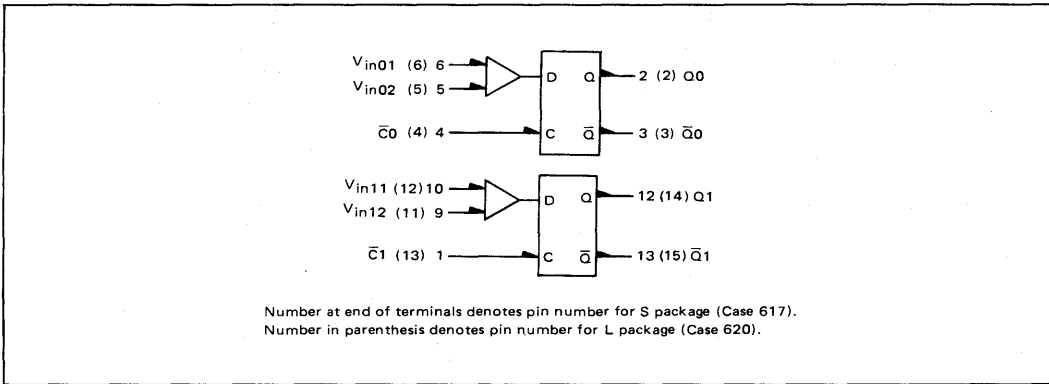 Vin01 (6) 6
Vin02 (5) 5
D Q
2 (2) Q0
C̅0 (4) 4
C Q̅
3 (3) Q̅0
Vin11 (12) 10
Vin12 (11) 9
D Q
12 (14) Q1
C̅1 (13) 1
C Q̅
13 (15) Q̅1
Number at end of terminals denotes pin number for S package (Case 617).
Number in parenthesis denotes pin number for L package (Case 620).